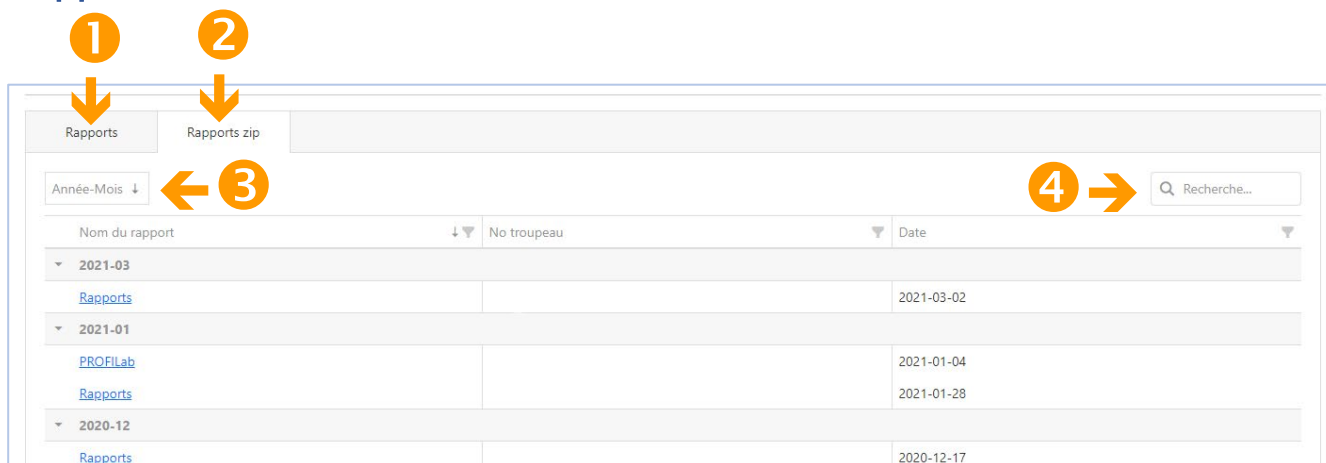 1 2
Rapports Rapports zip
Année-Mois ↓ 3 4 Recherche...
Nom du rapport No troupeau Date
2021-03
Rapports 2021-03-02
2021-01
PROFILab 2021-01-04
Rapports 2021-01-28
2020-12
Rapports 2020-12-17